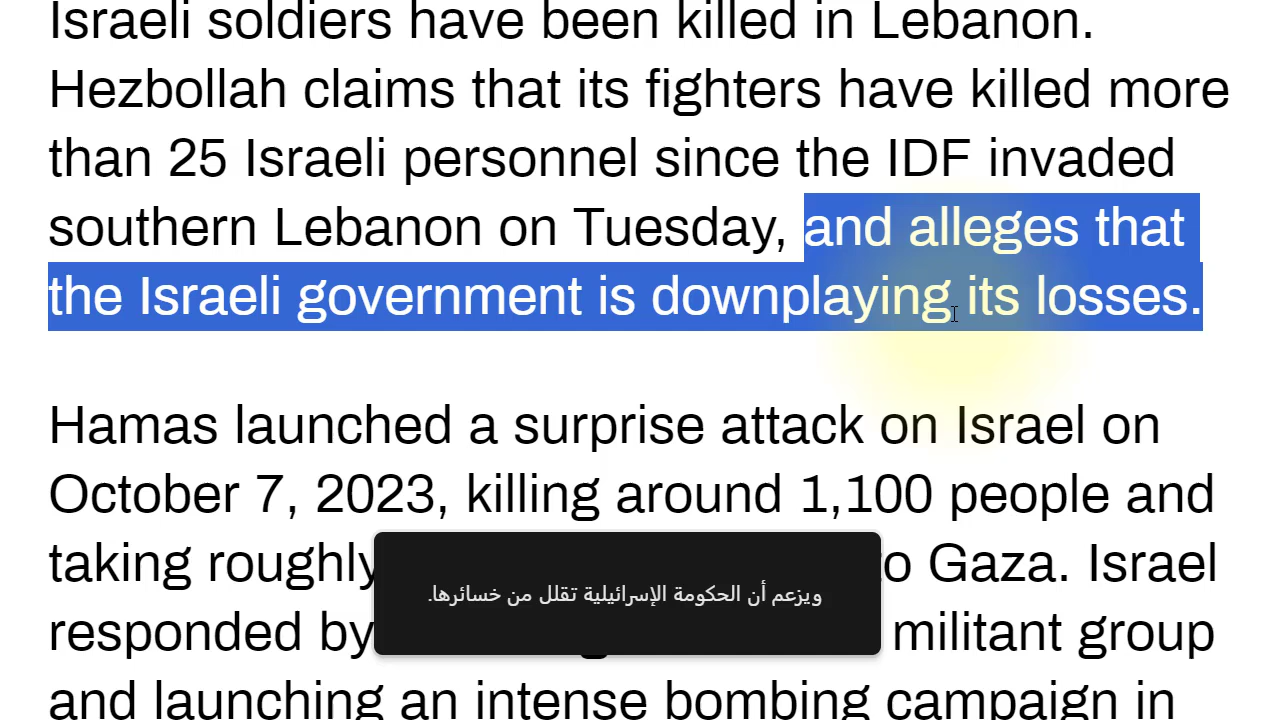 Israeli soldiers have been killed in Lebanon.
Hezbollah claims that its fighters have killed more
than 25 Israeli personnel since the IDF invaded
southern Lebanon on Tuesday, and alleges that
the Israeli government is downplaying its losses.
Hamas launched a surprise attack on Israel on
October 7, 2023, killing around 1,100 people and
taking roughly to Gaza. Israel
responded by militant group
and launching an intense bombing campaign in
ويزعم أن الحكومة الإسرائيلية تقلل من خسائرها.